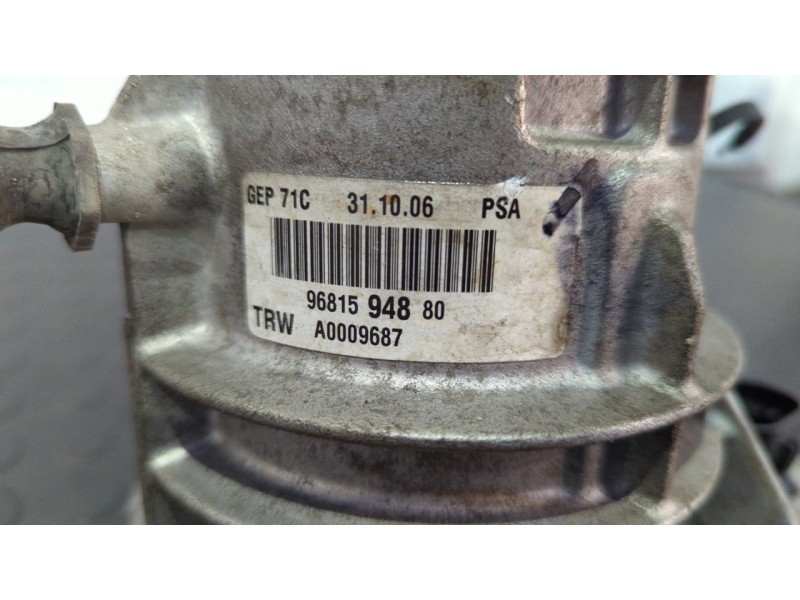 GEP 71C 31.10.06 PSA
96815 948 80
TRW A0009687